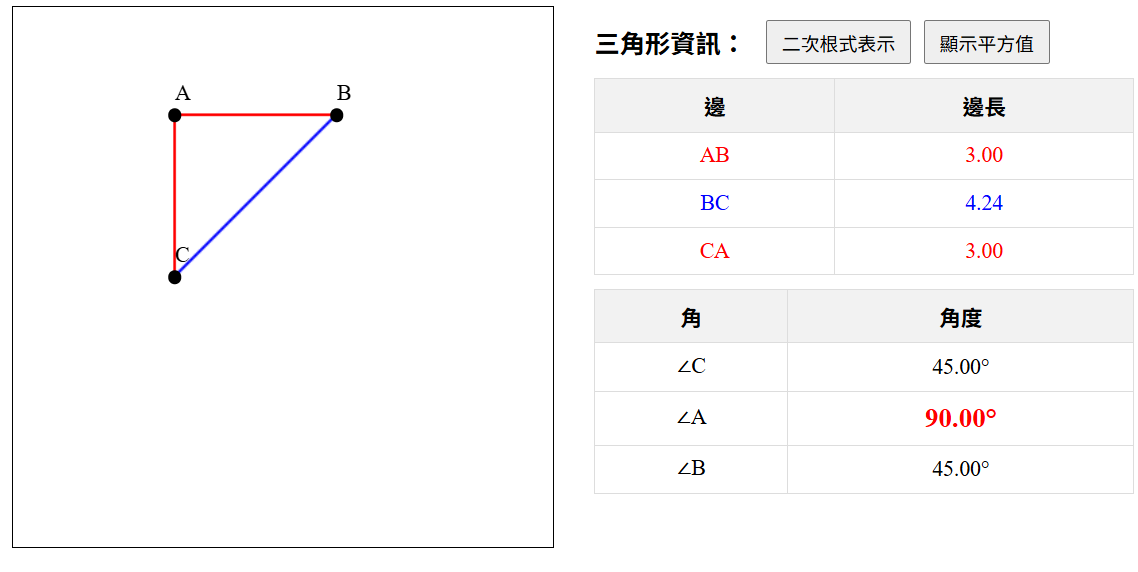 A B
C
三角形資訊： 二次根式表示 顯示平方值
邊 邊長
AB 3.00
BC 4.24
CA 3.00
角 角度
∠C 45.00°
∠A 90.00°
∠B 45.00°